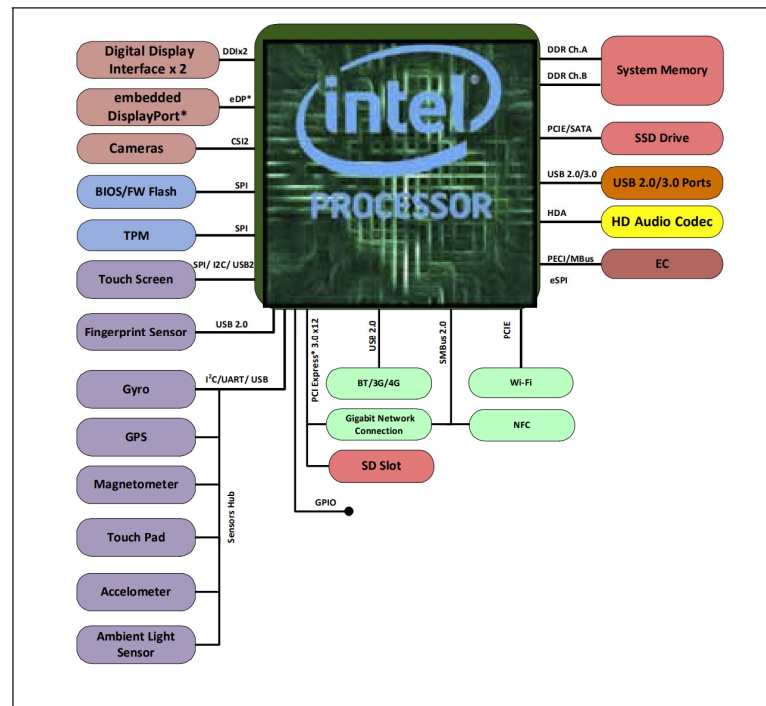 Digital Display
Interface x 2
DDIx2
embedded
DisplayPort*
eDP*
Cameras
CSI2
BIOS/FW Flash
SPI
TPM
SPI
Touch Screen
SPI/ I2C/ USB2
Fingerprint Sensor
USB 2.0
Gyro
I²C/UART/ USB
GPS
Magnetometer
Touch Pad
Accelometer
Ambient Light
Sensor
Sensors Hub
intel
PROCESSOR
DDR Ch.A
DDR Ch.B
System Memory
PCIE/SATA
SSD Drive
USB 2.0/3.0
USB 2.0/3.0 Ports
HDA
HD Audio Codec
PECI/MBus
eSPI
EC
PCI Express* 3.0 x12
USB 2.0
SMBus 2.0
PCIE
BT/3G/4G
Wi-Fi
Gigabit Network
Connection
NFC
SD Slot
GPIO